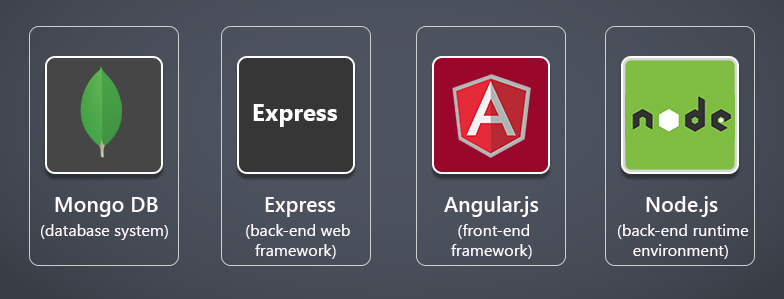 Express
A
node
Mongo DB
(database system)
Express
(back-end web
framework)
Angular.js
(front-end
framework)
Node.js
(back-end runtime
environment)